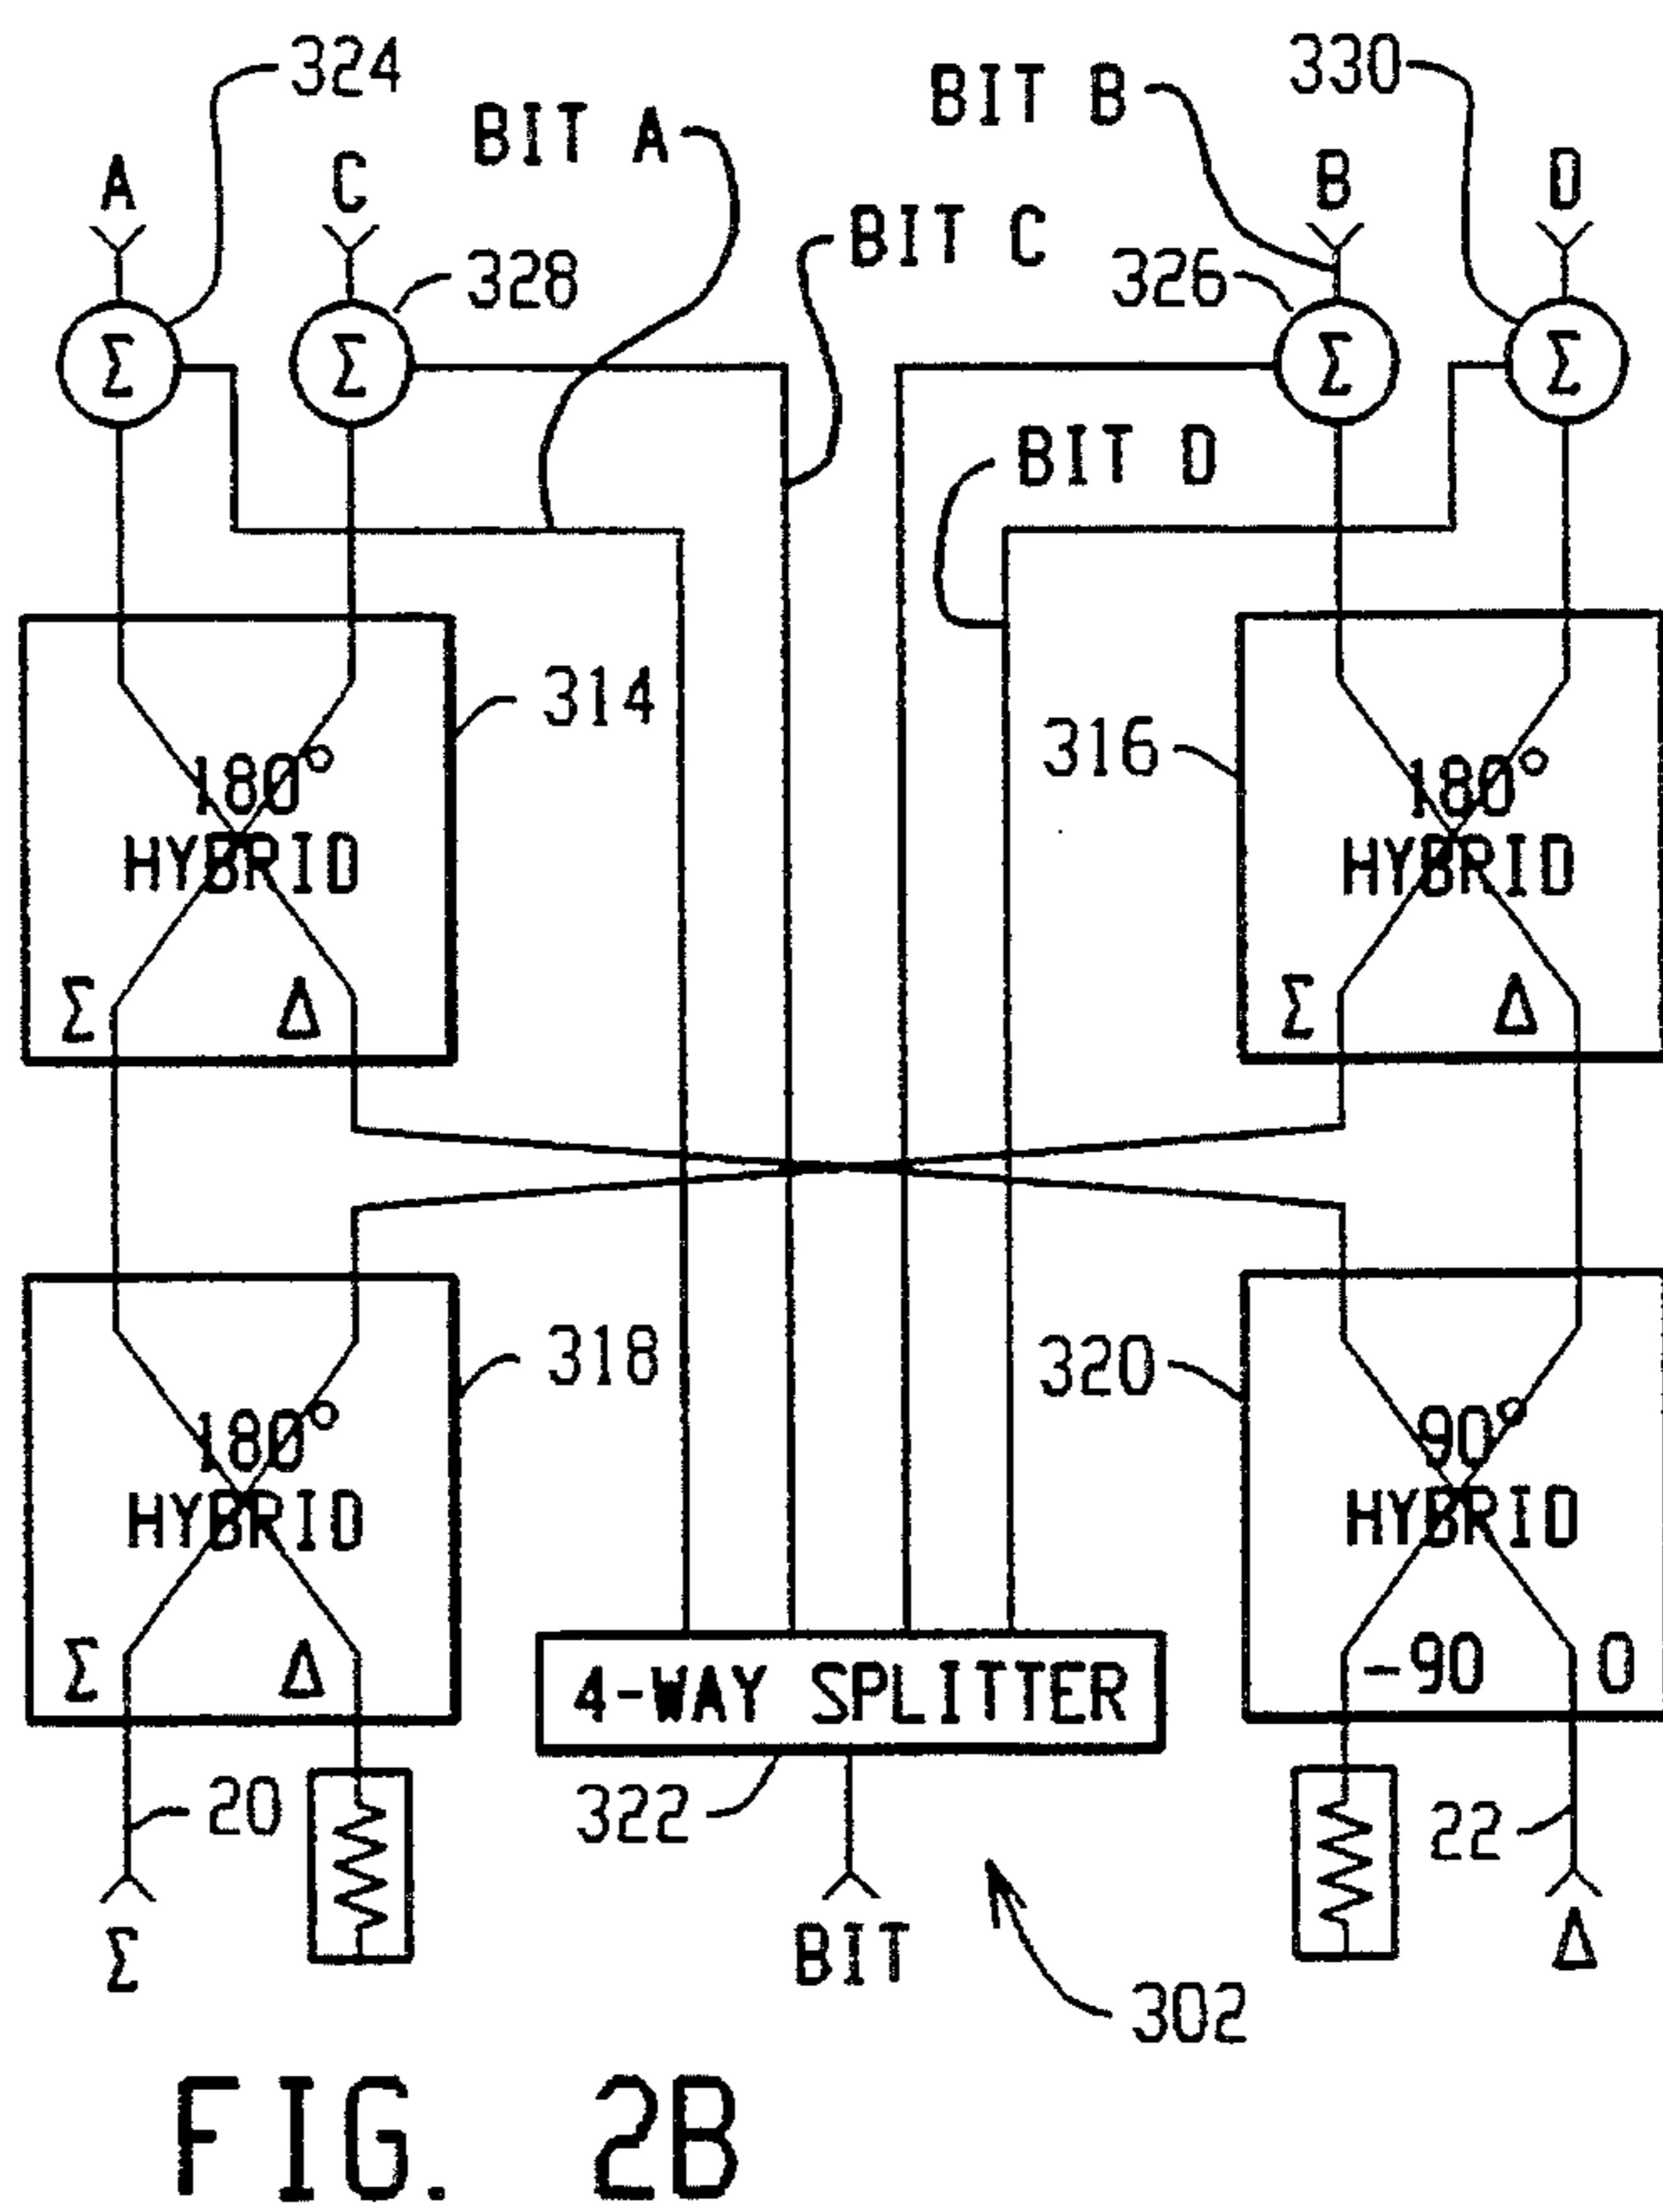 324
330
BIT A
BIT B
A
C
B
D
BIT C
328
326
Σ
Σ
Σ
Σ
BIT D
314
316
180°
HYBRID
180°
HYBRID
Σ
Δ
Σ
Δ
318
320
180°
HYBRID
90°
HYBRID
Σ
Δ
-90
0
4-WAY SPLITTER
20
322
22
Σ
BIT
Δ
302
FIG. 2B